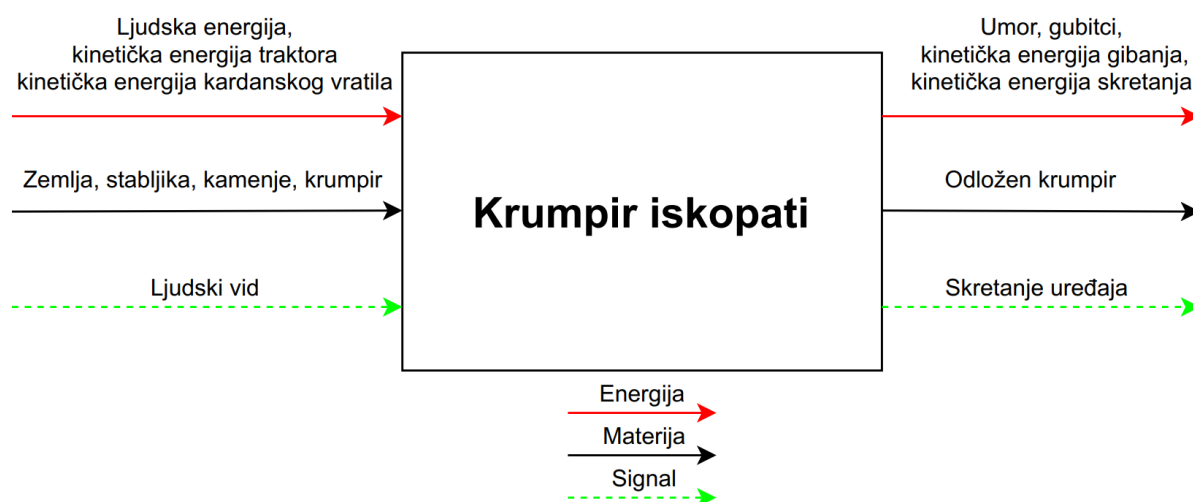 Ljudska energija,
kinetička energija traktora
kinetička energija kardanskog vratila
Umor, gubitci,
kinetička energija gibanja,
kinetička energija skretanja
Zemlja, stabljika, kamenje, krumpir
Krumpir iskopati
Odložen krumpir
Ljudski vid
Skretanje uređaja
Energija
Materija
Signal